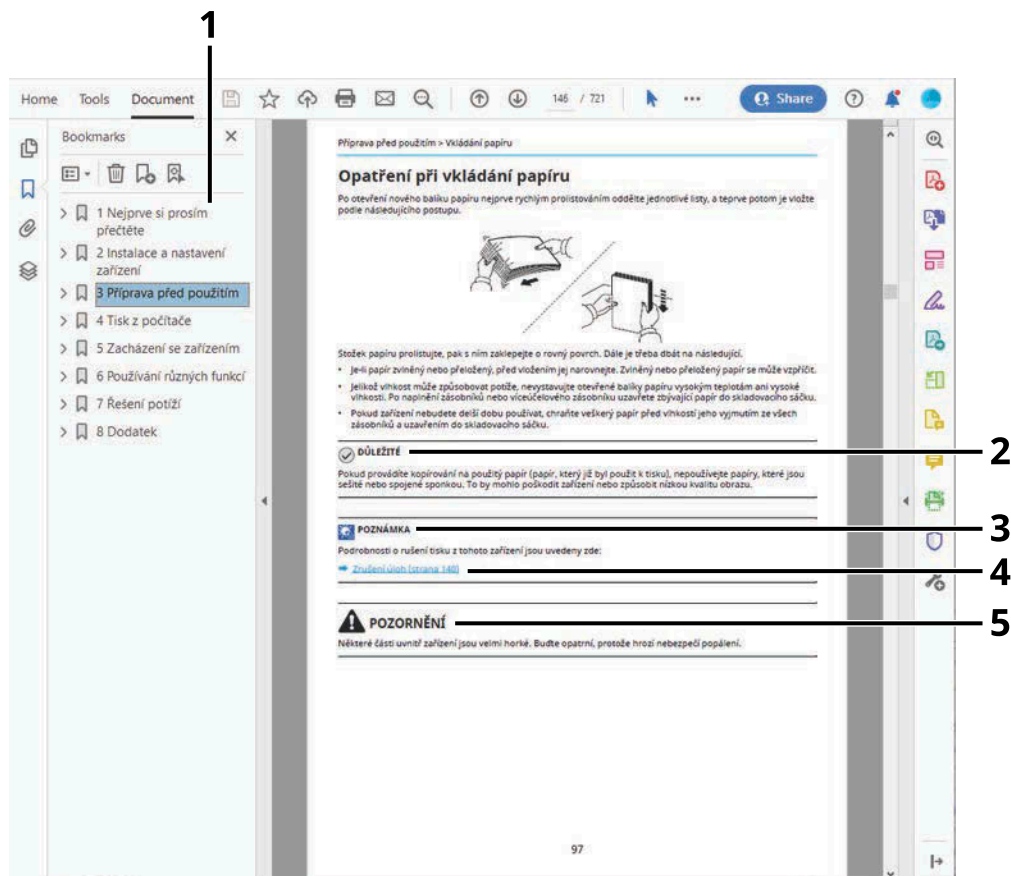 1
Home Tools Document 146 / 721 Share
Bookmarks
1 Nejprve si prosím
přečtěte
2 Instalace a nastavení
zařízení
3 Příprava před použitím
4 Tisk z počítače
5 Zacházení se zařízením
6 Používání různých funkcí
7 Řešení potíží
8 Dodatek
Příprava před použitím > Vkládání papíru
Opatření při vkládání papíru
Po otevření nového balíku papíru nejprve rychlým prolistováním oddělte jednotlivé listy, a teprve potom je vložte
podle následujícího postupu.
Stožek papíru prolistujte, pak s ním zaklepejte o rovný povrch. Dále je třeba dbát na následující.
• Je-li papír zvlněný nebo přeložený, před vložením jej narovnejte. Zvlněný nebo přeložený papír se může vzpříčit.
• Jelikož vlhkost může způsobovat potíže, nevystavujte otevřené balíky papíru vysokým teplotám ani vysoké
vlhkosti. Po naplnění zásobníků nebo víceúčelového zásobníku uzavřete zbývající papír do skladovacího sáčku.
• Pokud zařízení nebudete delší dobu používat, chraňte veškerý papír před vlhkostí jeho vyjmutím ze všech
zásobníků a uzavřením do skladovacího sáčku.
DŮLEŽITÉ
2
Pokud provádíte kopírování na použitý papír (papír, který již byl použit k tisku), nepoužívejte papíry, které jsou
sešité nebo spojené sponkou. To by mohlo poškodit zařízení nebo způsobit nízkou kvalitu obrazu.
POZNÁMKA
3
Podrobnosti o rušení tisku z tohoto zařízení jsou uvedeny zde:
Zrušení úloh (strana 140)
4
POZORNĚNÍ
5
Některé části uvnitř zařízení jsou velmi horké. Buďte opatrní, protože hrozí nebezpečí popálení.
97